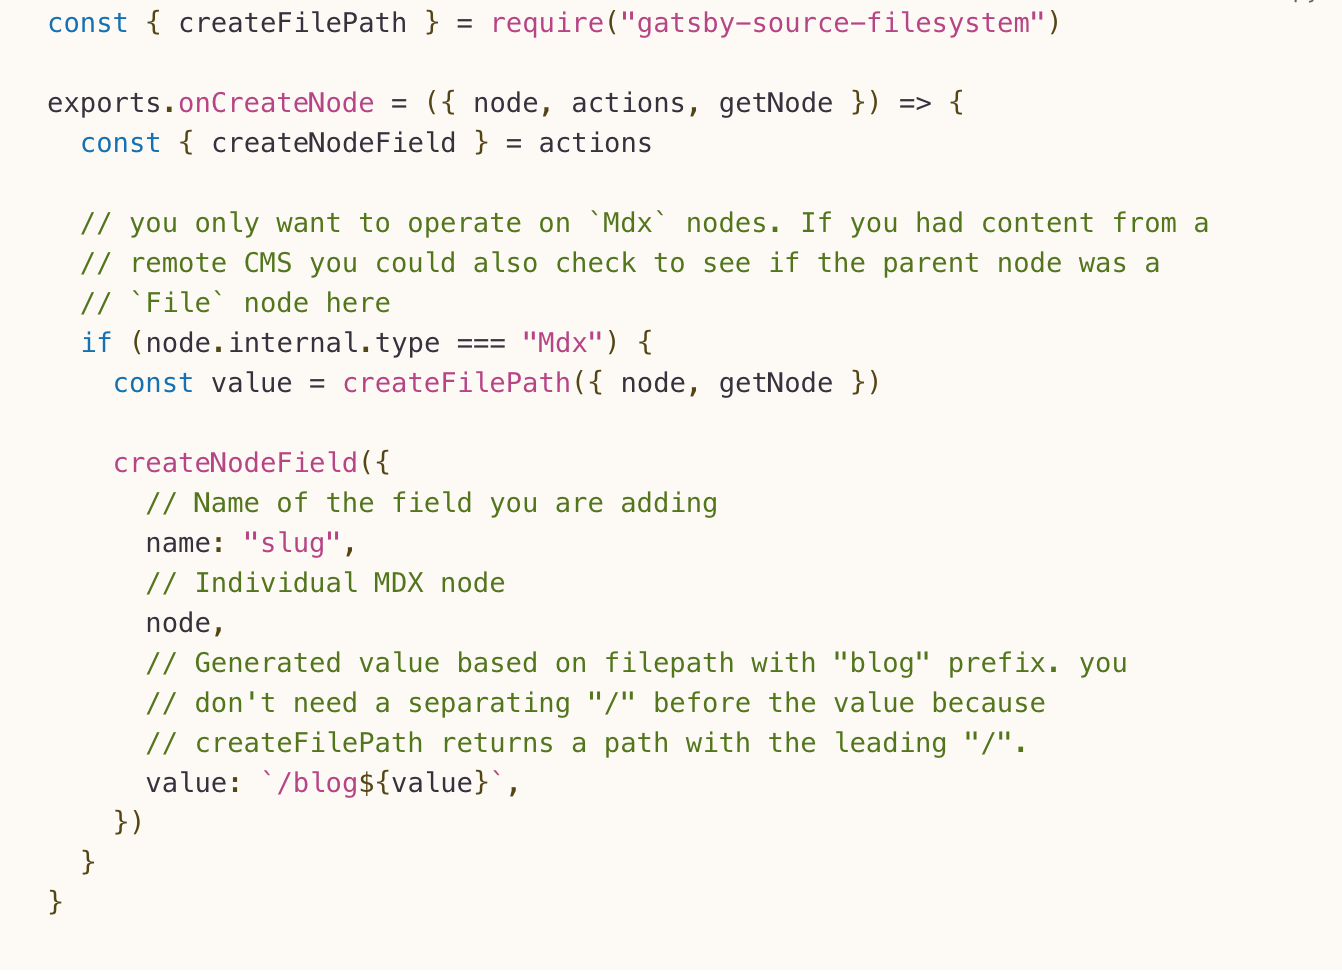 const { createFilePath } = require("gatsby-source-filesystem")
exports.onCreateNode = ({ node, actions, getNode }) => {
  const { createNodeField } = actions
  // you only want to operate on `Mdx` nodes. If you had content from a
  // remote CMS you could also check to see if the parent node was a
  // `File` node here
  if (node.internal.type === "Mdx") {
    const value = createFilePath({ node, getNode })
    createNodeField({
      // Name of the field you are adding
      name: "slug",
      // Individual MDX node
      node,
      // Generated value based on filepath with "blog" prefix. you
      // don't need a separating "/" before the value because
      // createFilePath returns a path with the leading "/".
      value: `/blog${value}`,
    })
  }
}